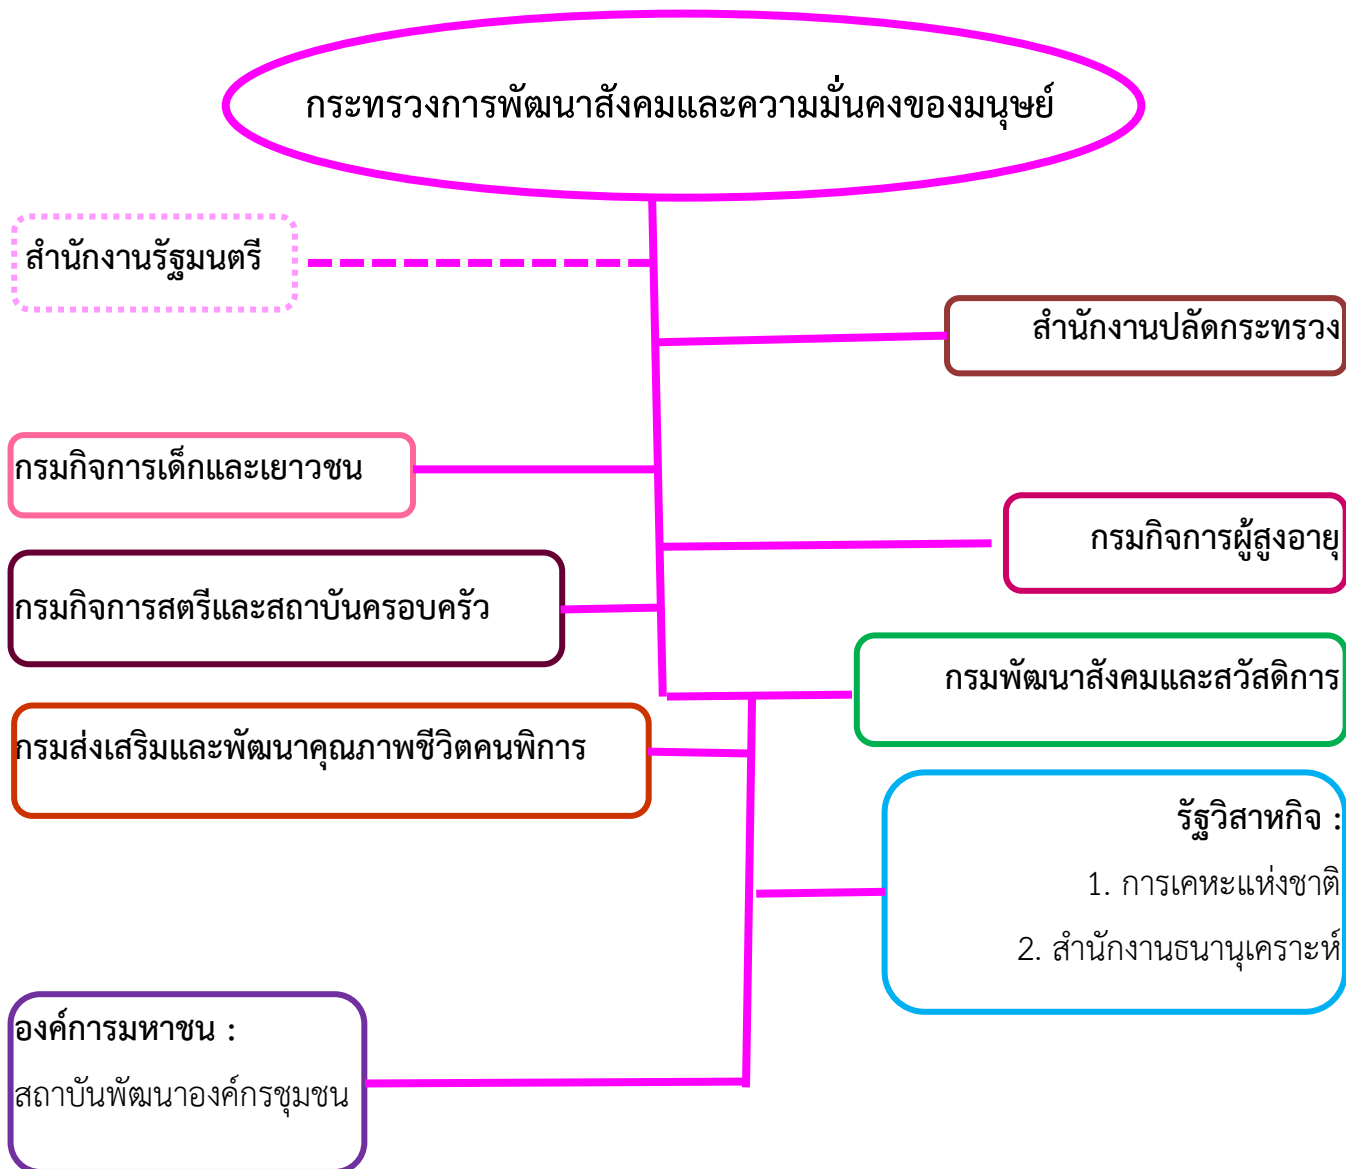 กระทรวงการพัฒนาสังคมและความมั่นคงของมนุษย์
สำนักงานรัฐมนตรี
สำนักงานปลัดกระทรวง
กรมกิจการเด็กและเยาวชน
กรมกิจการผู้สูงอายุ
กรมกิจการสตรีและสถาบันครอบครัว
กรมพัฒนาสังคมและสวัสดิการ
กรมส่งเสริมและพัฒนาคุณภาพชีวิตคนพิการ
รัฐวิสาหกิจ :
1. การเคหะแห่งชาติ
2. สำนักงานธนานุเคราะห์
องค์การมหาชน :
สถาบันพัฒนาองค์กรชุมชน